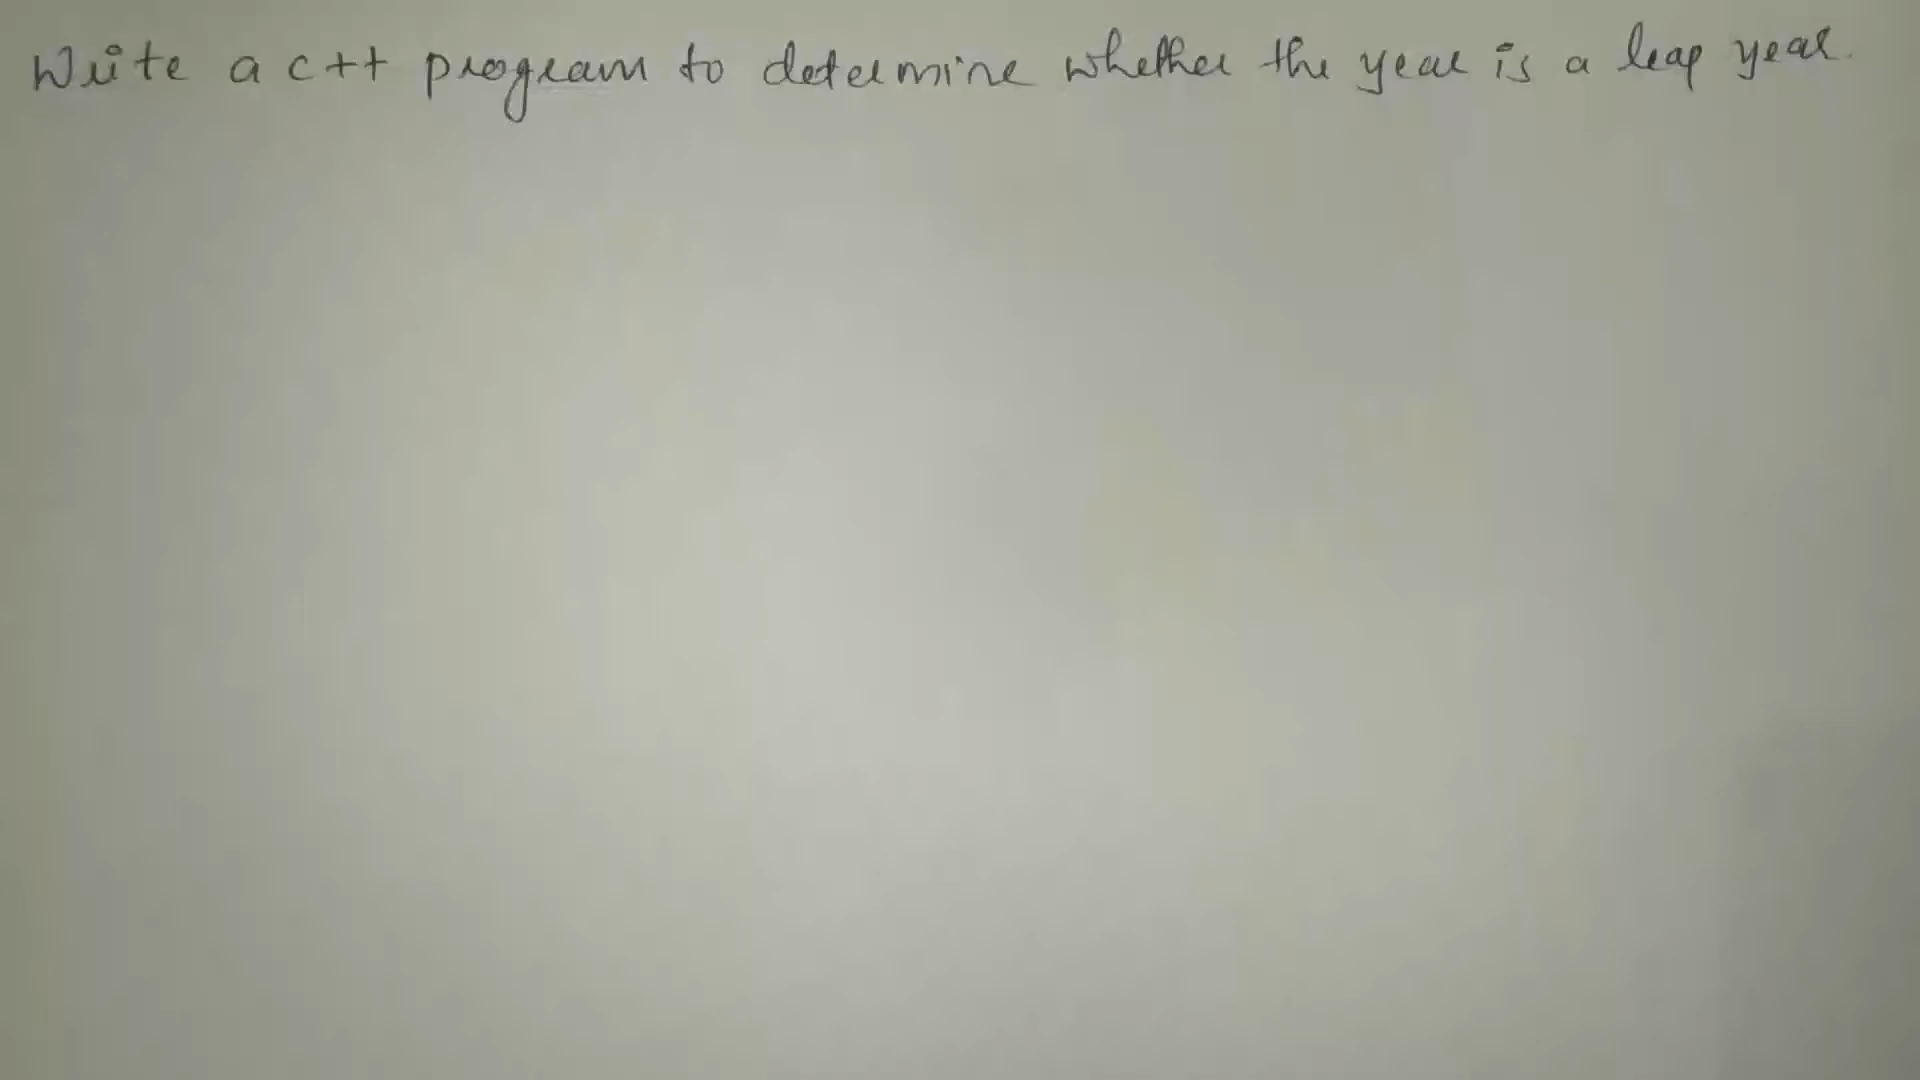 Write a c++ program to determine whether the year is a leap year.